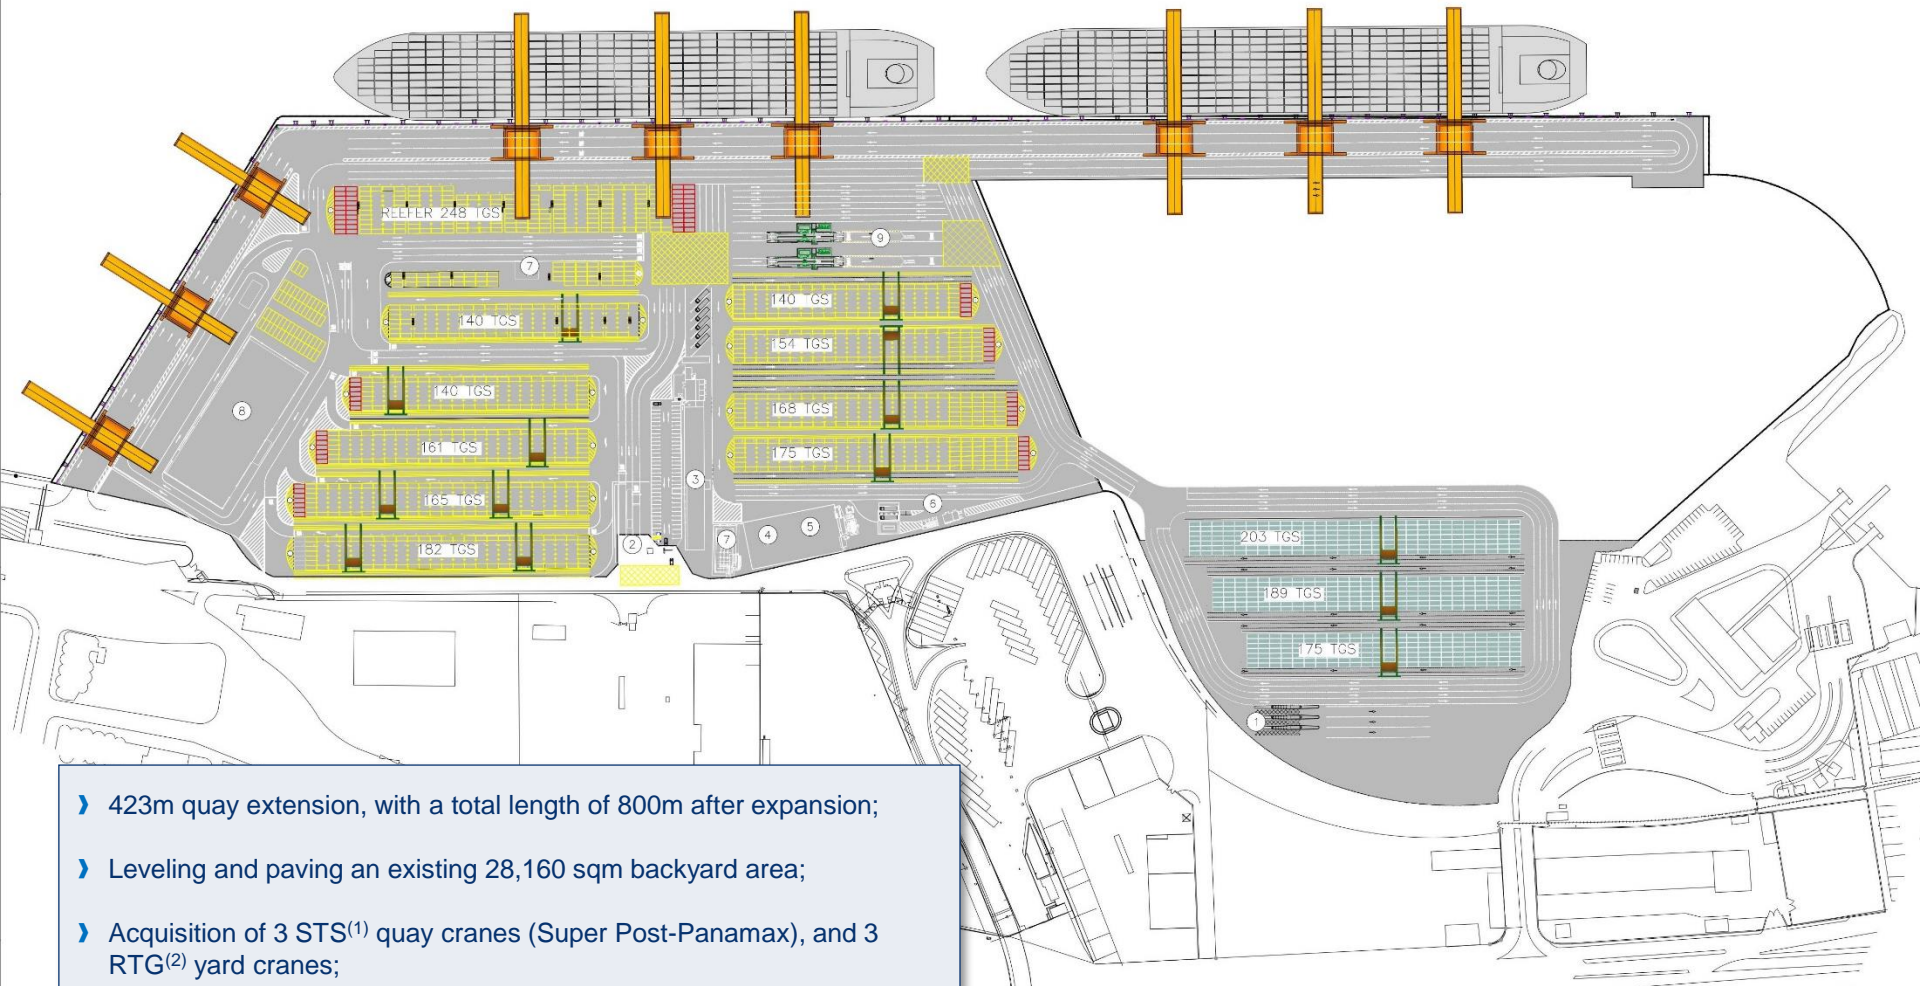 REEFER 248 TGS
9
7
140 TGS
140 TGS
140 TGS
154 TGS
168 TGS
8
161 TGS
175 TGS
3
165 TGS
6
5
4
7
2
182 TGS
203 TGS
189 TGS
175 TGS
1
423m quay extension, with a total length of 800m after expansion;
Leveling and paving an existing 28,160 sqm backyard area;
Acquisition of 3 STS(1) quay cranes (Super Post-Panamax), and 3
RTG(2) yard cranes;